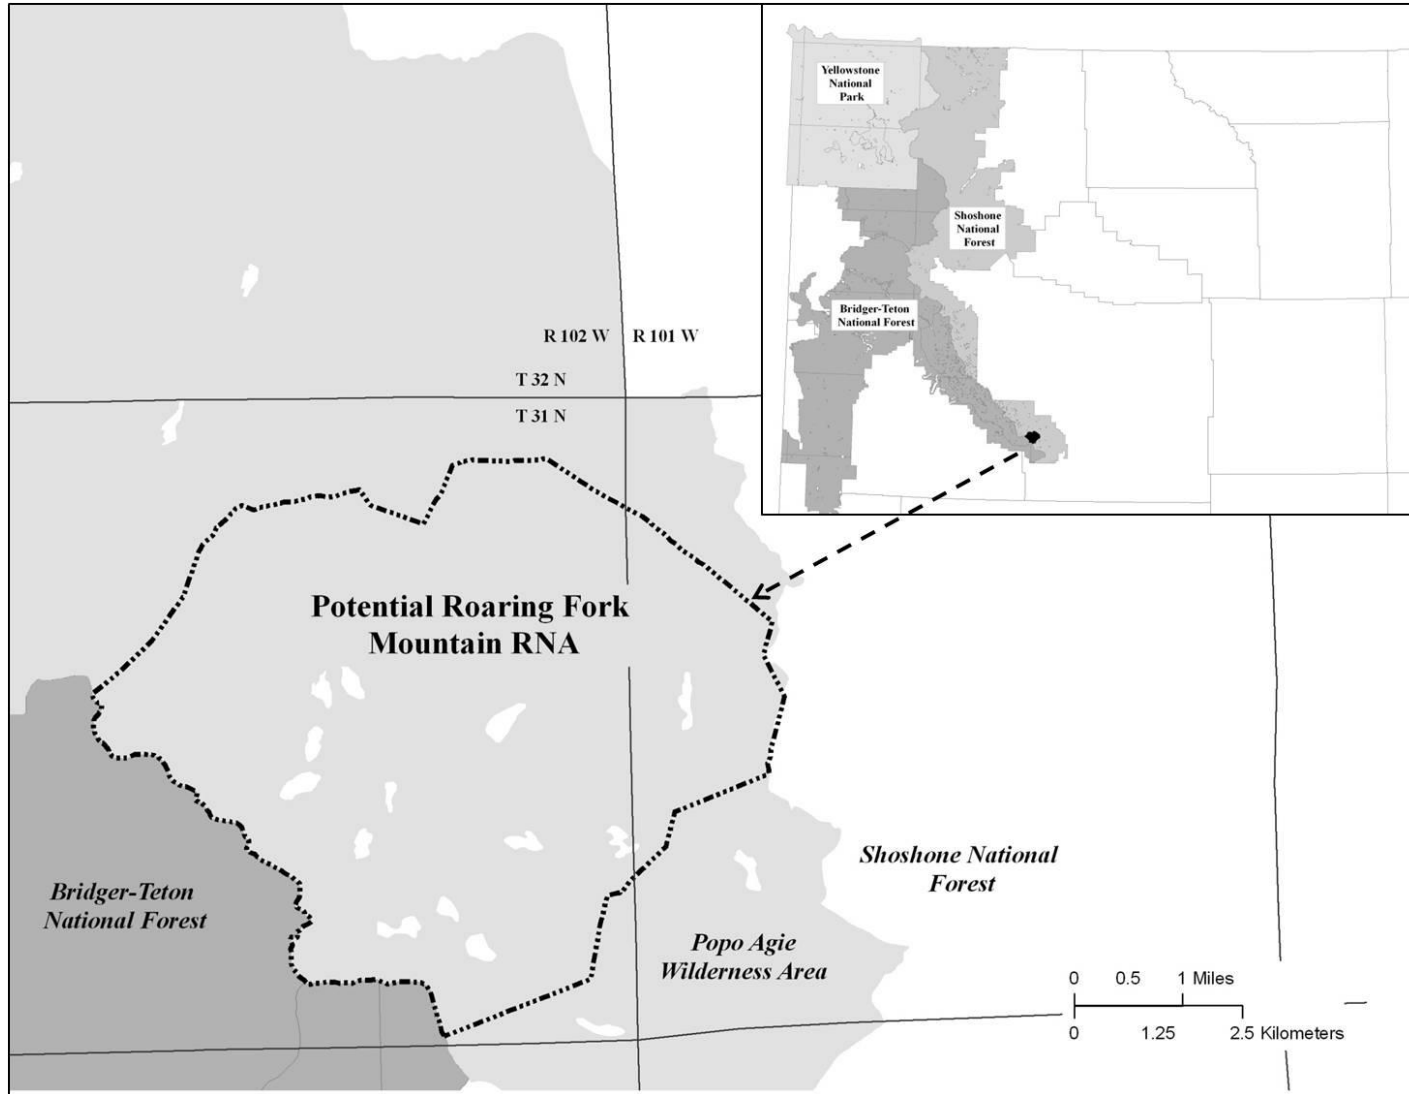 Yellowstone
National
Park
Shoshone
National
Forest
Bridger-Teton
National Forest
R 102 W
R 101 W
T 32 N
T 31 N
Potential Roaring Fork
Mountain RNA
Bridger-Teton
National Forest
Shoshone National
Forest
Popo Agie
Wilderness Area
0 0.5 1 Miles
0 1.25 2.5 Kilometers